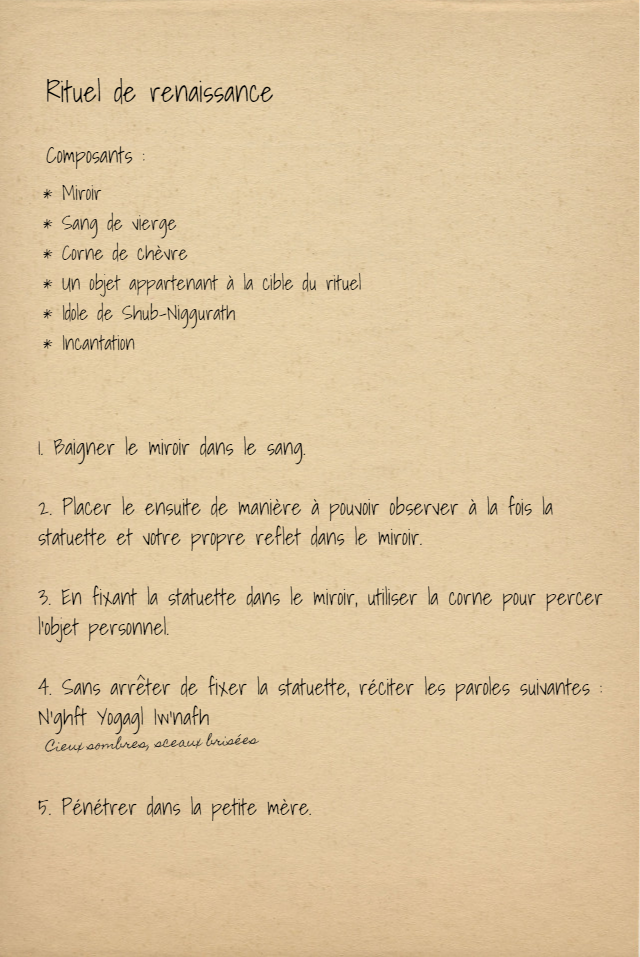 Rituel de renaissance
Composants :
* Miroir
* Sang de vierge
* Corne de chèvre
* Un objet appartenant à la cible du rituel
* Idole de Shub-Niggurath
* Incantation
1. Baigner le miroir dans le sang.
2. Placer le ensuite de manière à pouvoir observer à la fois la
statuette et votre propre reflet dans le miroir.
3. En fixant la statuette dans le miroir, utiliser la corne pour percer
l'objet personnel.
4. Sans arrêter de fixer la statuette, réciter les paroles suivantes :
N'ghft Yogagl lw'nafh
Cieux sombres, sceaux brisées
5. Pénétrer dans la petite mère.